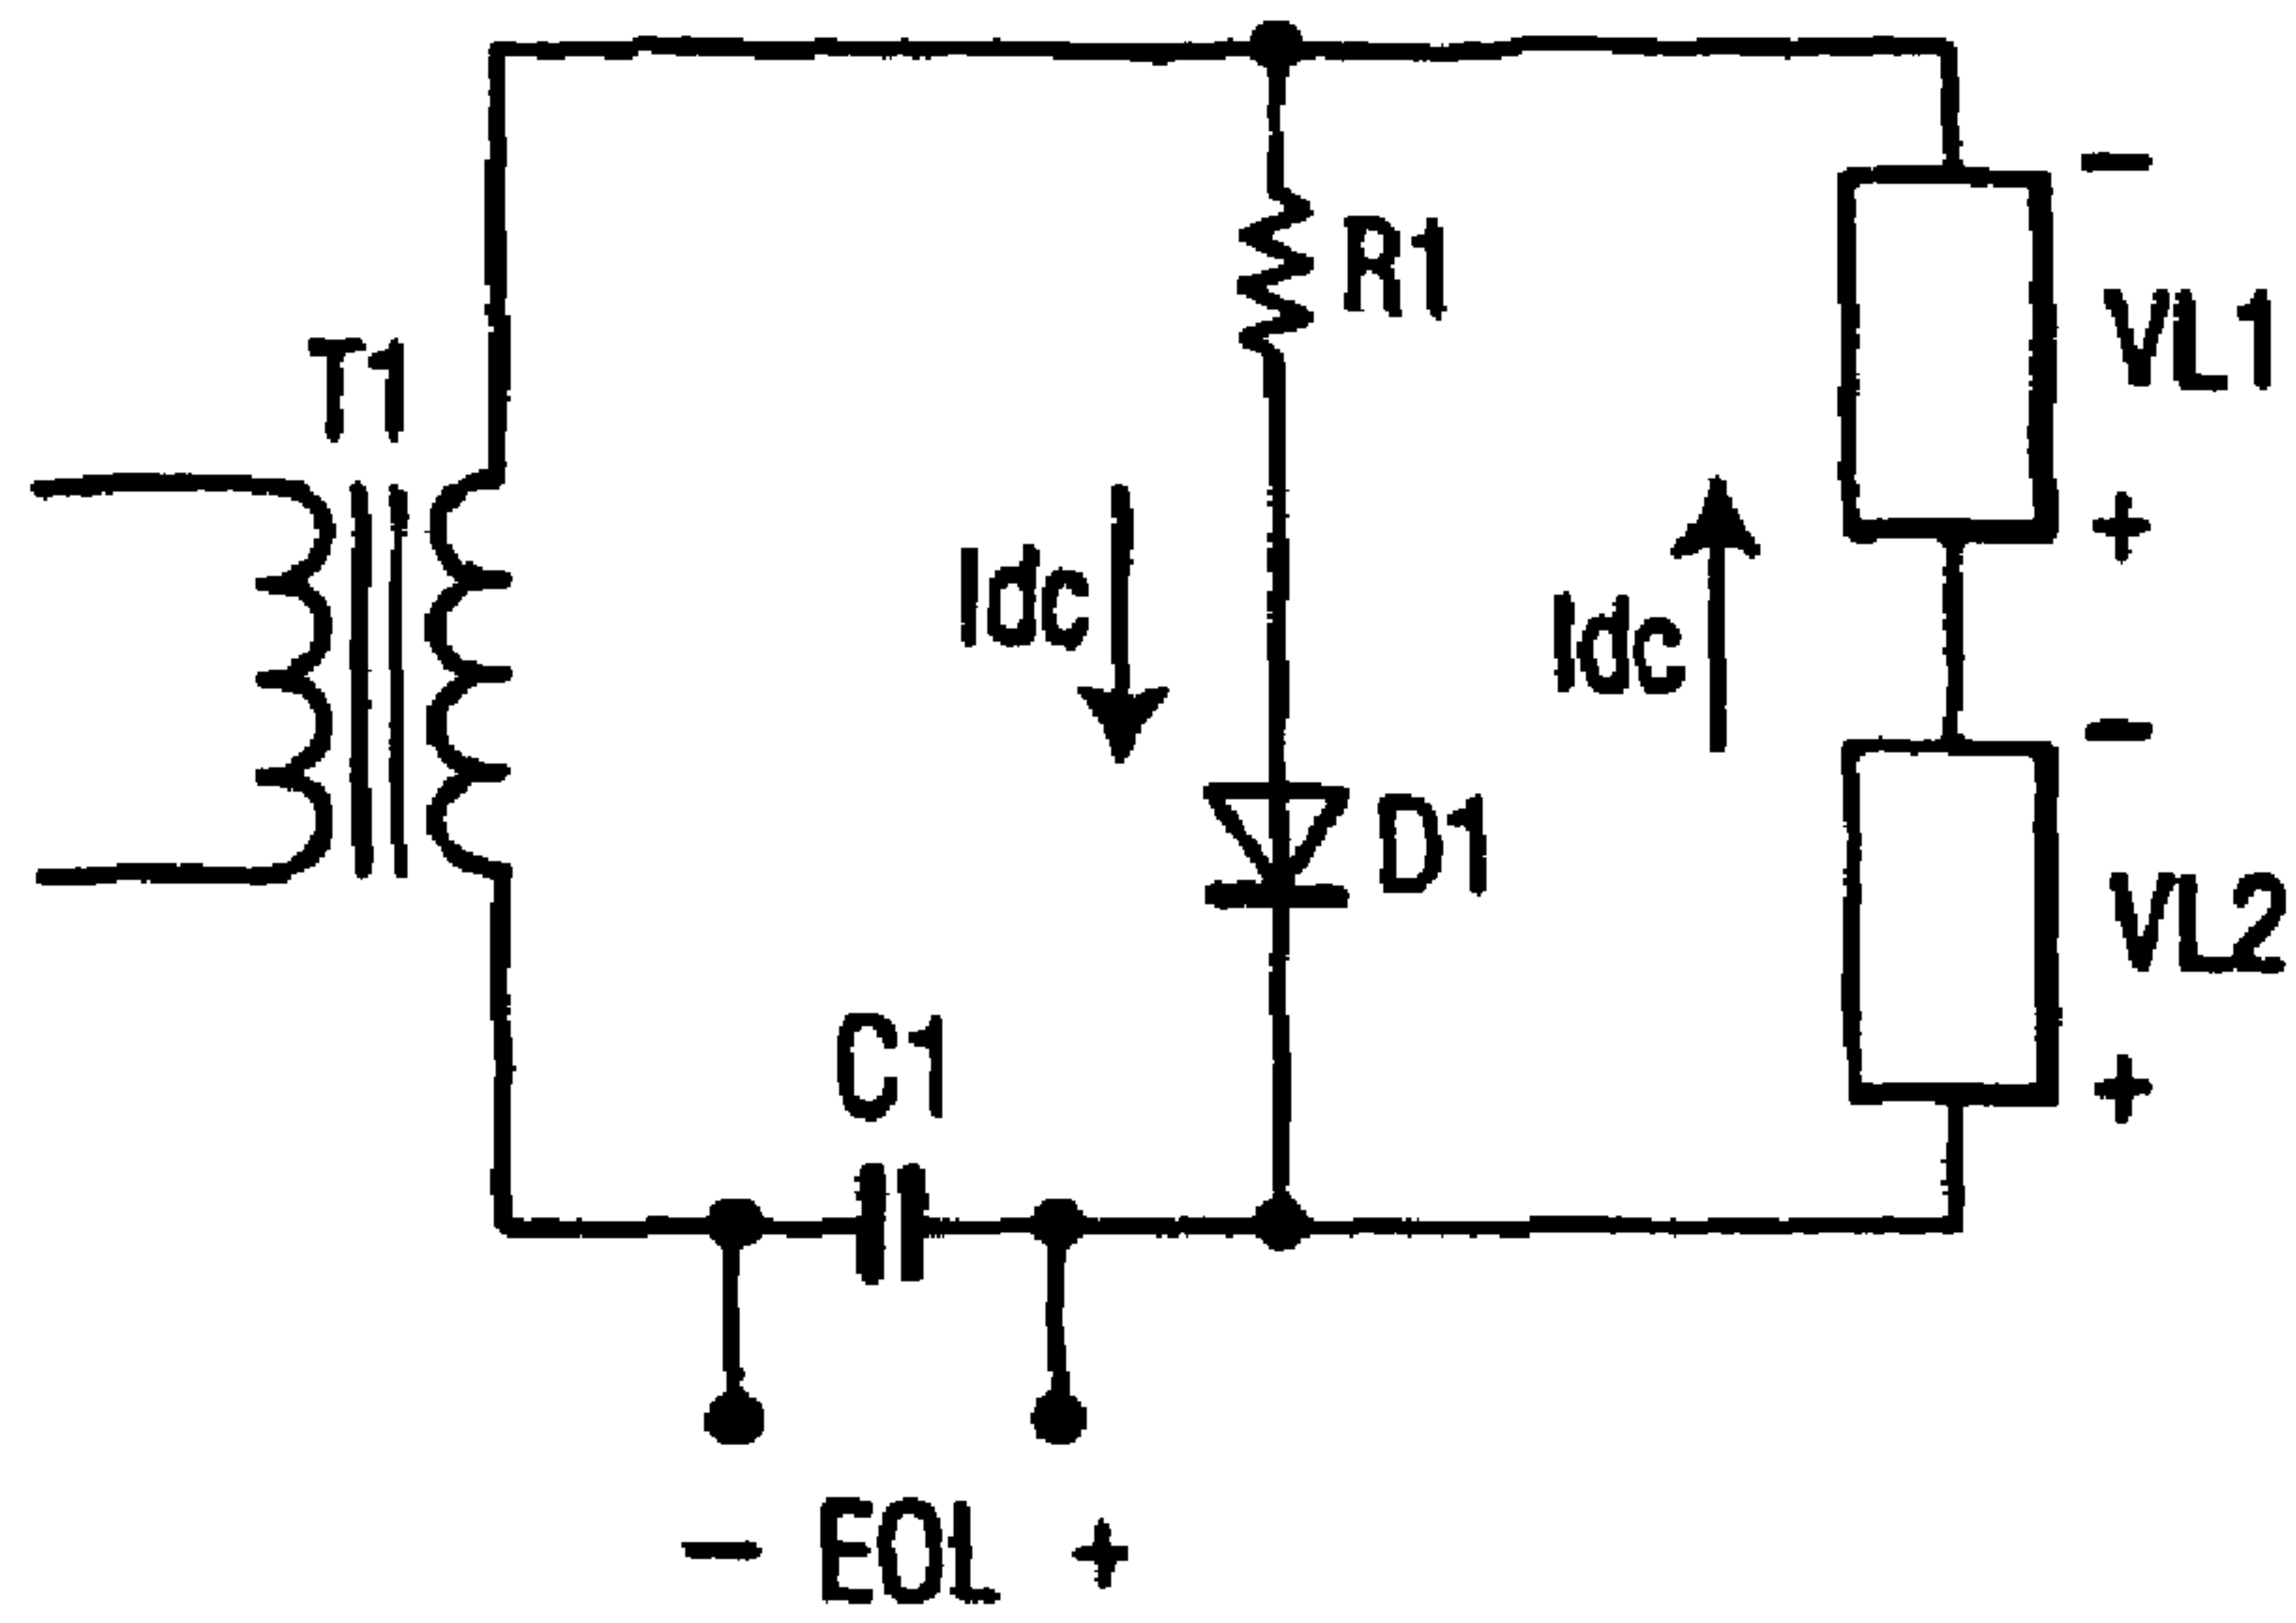 R1
T1
VL1
+
Idc
Idc
D1
VL2
C1
+
− EOL +